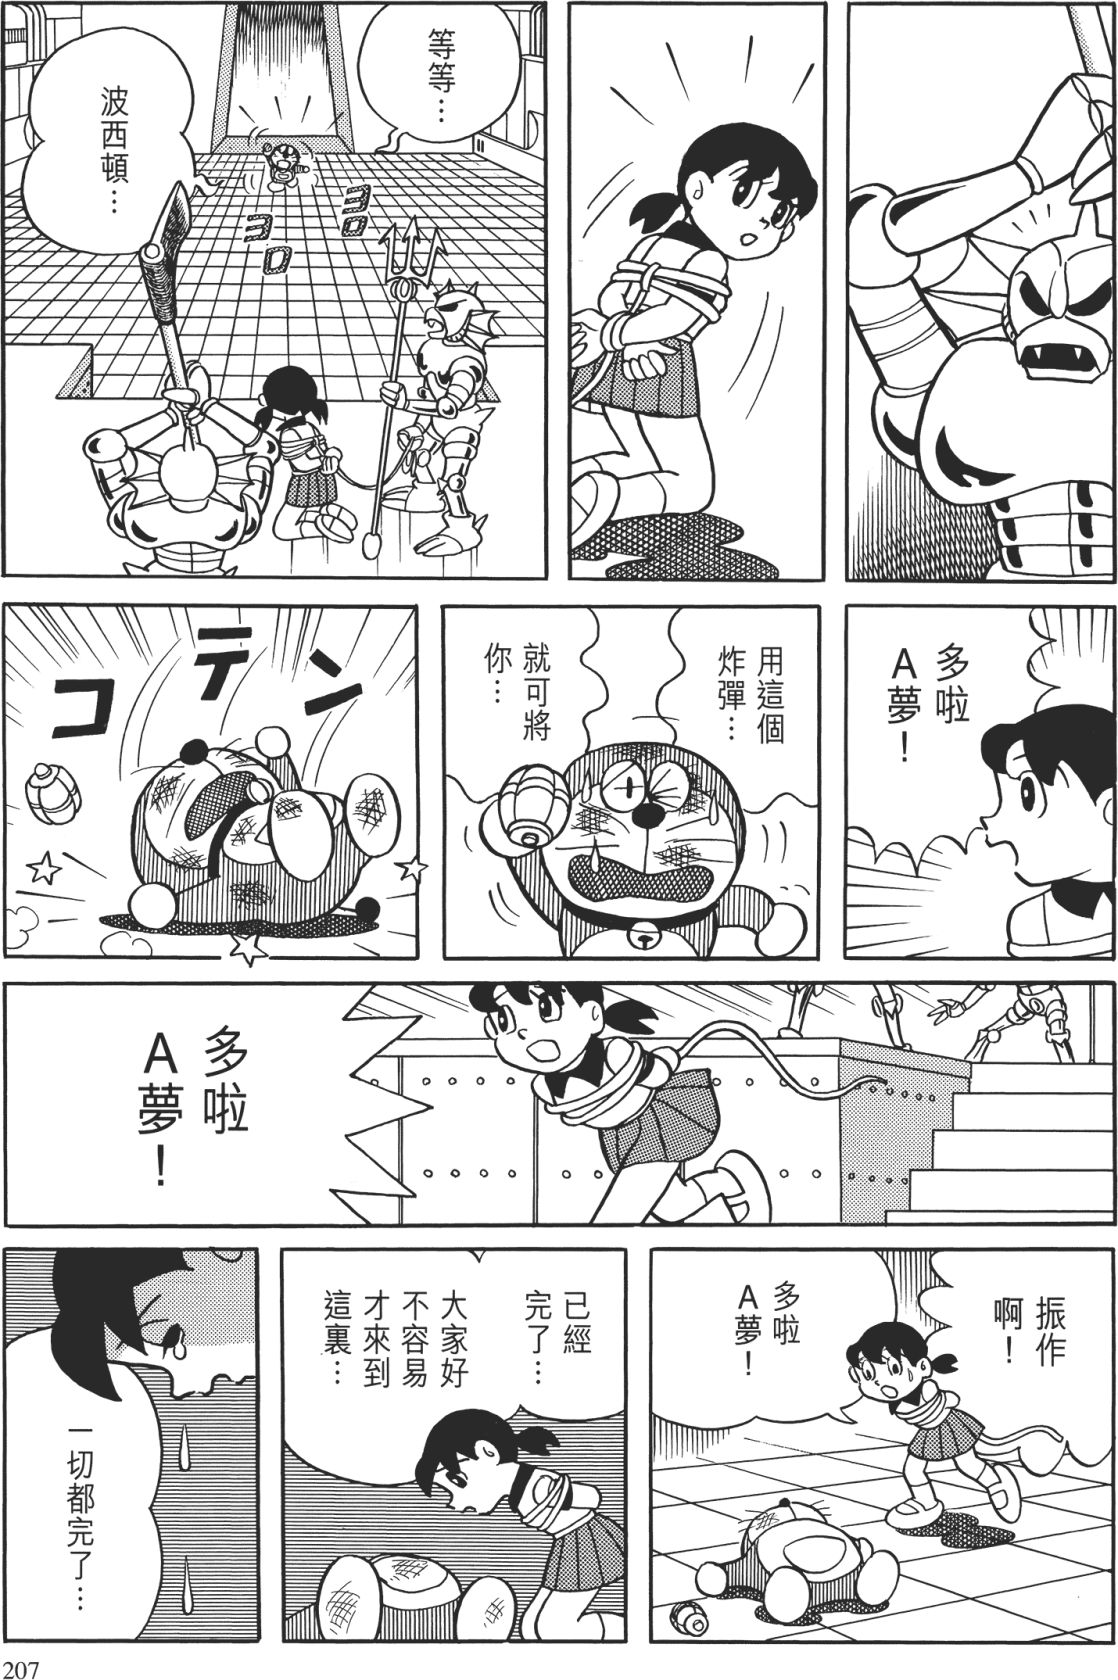 等等…
波西頓…
ヨロ
ヨロ
多啦
Ａ夢！
用這個
炸彈…
就可將
你…
コテン
多啦
Ａ夢！
振作
啊！
多啦
Ａ夢！
已經
完了…
大家好
不容易
才來到
這裏…
一切都完了…
207